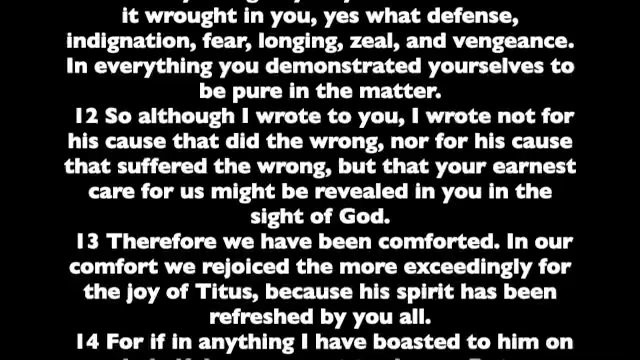 it wrought in you, yes what defense,
indignation, fear, longing, zeal, and vengeance.
In everything you demonstrated yourselves to
be pure in the matter.
12 So although I wrote to you, I wrote not for
his cause that did the wrong, nor for his cause
that suffered the wrong, but that your earnest
care for us might be revealed in you in the
sight of God.
13 Therefore we have been comforted. In our
comfort we rejoiced the more exceedingly for
the joy of Titus, because his spirit has been
refreshed by you all.
14 For if in anything I have boasted to him on